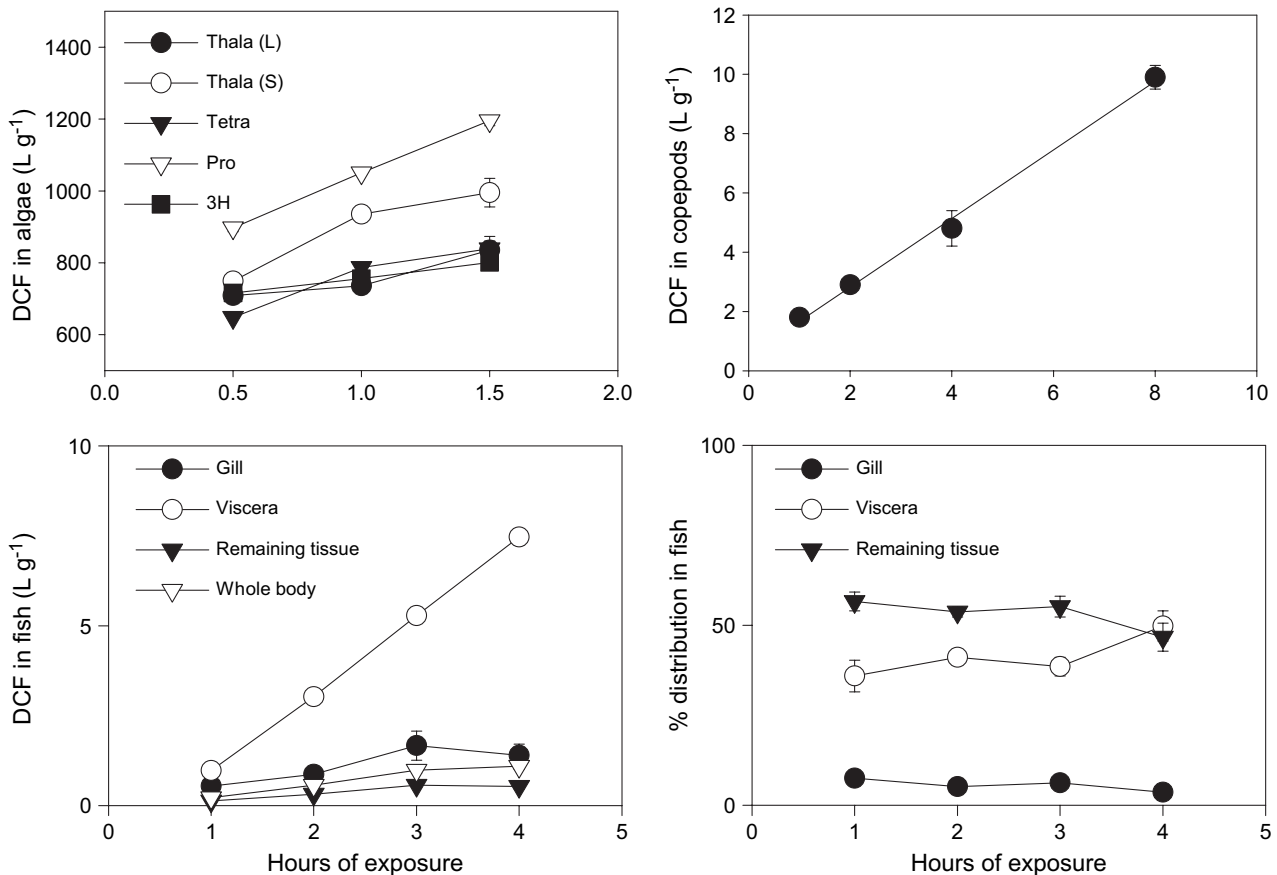 DCF in algae (L g-1)
1400
1200
1000
800
600
0.0
0.5
1.0
1.5
2.0
Thala (L)
Thala (S)
Tetra
Pro
3H
DCF in copepods (L g-1)
12
10
8
6
4
2
0
0
2
4
6
8
10
DCF in fish (L g-1)
10
5
0
0
1
2
3
4
5
Gill
Viscera
Remaining tissue
Whole body
Hours of exposure
% distribution in fish
100
50
0
0
1
2
3
4
5
Gill
Viscera
Remaining tissue
Hours of exposure